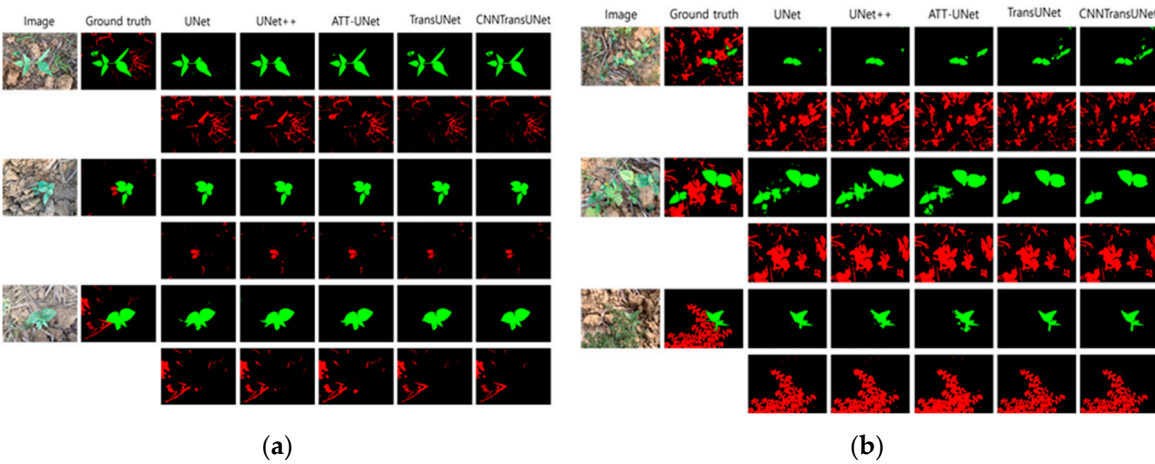 Image Ground truth UNet UNet++ ATT-UNet TransUNet CNNTransUNet
Image Ground truth UNet UNet++ ATT-UNet TransUNet CNNTransUNet
(a) (b)